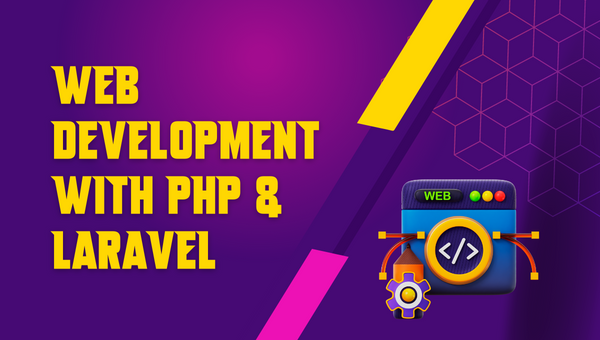 WEB
DEVELOPMENT
WITH PHP &
LARAVEL
WEB
</>